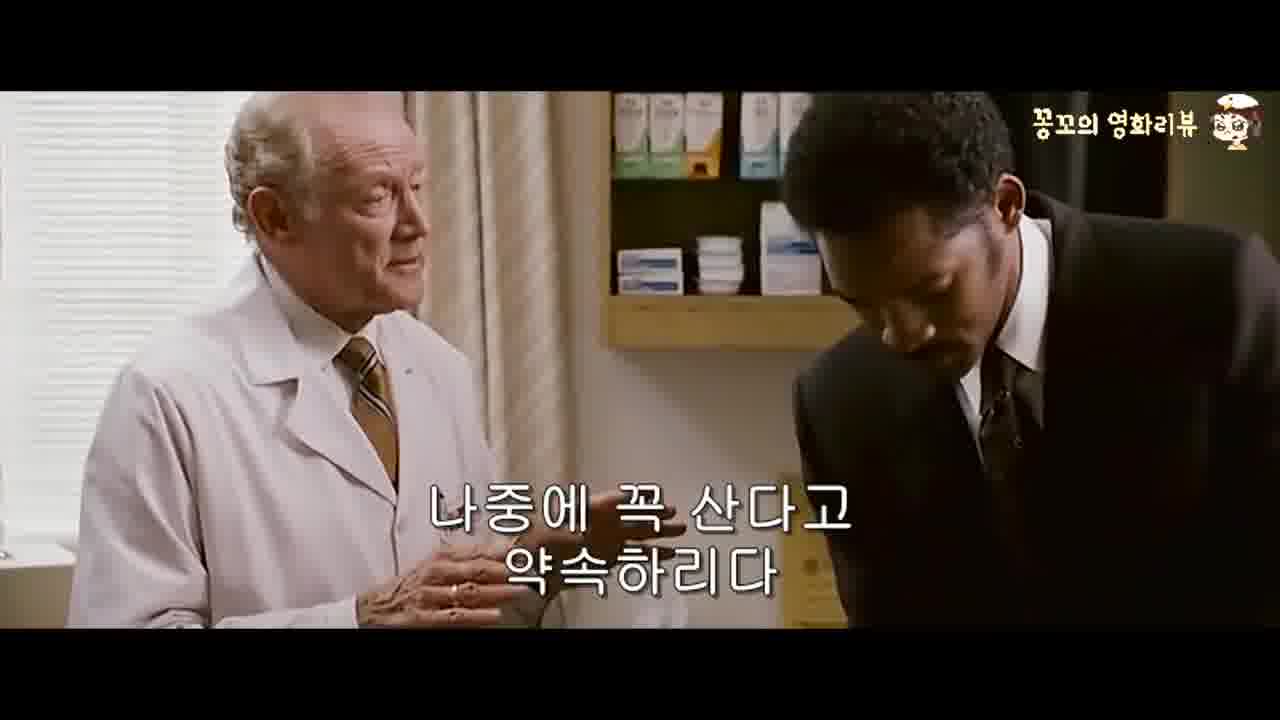 꽁꼬의 영화리뷰
나중에 꼭 산다고
약속하리다